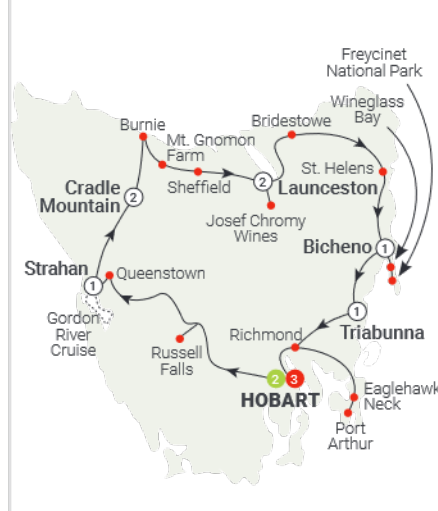 Freycinet
National Park
Wineglass
Bay
Burnie
Bridestowe
Mt. Gnomon
Farm
St. Helens
Sheffield
2
Launceston
Cradle
Mountain
2
Josef Chromy
Wines
Bicheno
1
Strahan
1
Queenstown
1
Triabunna
Gordon
River
Cruise
Richmond
Russell
Falls
2
3
HOBART
Eaglehawk
Neck
Port
Arthur